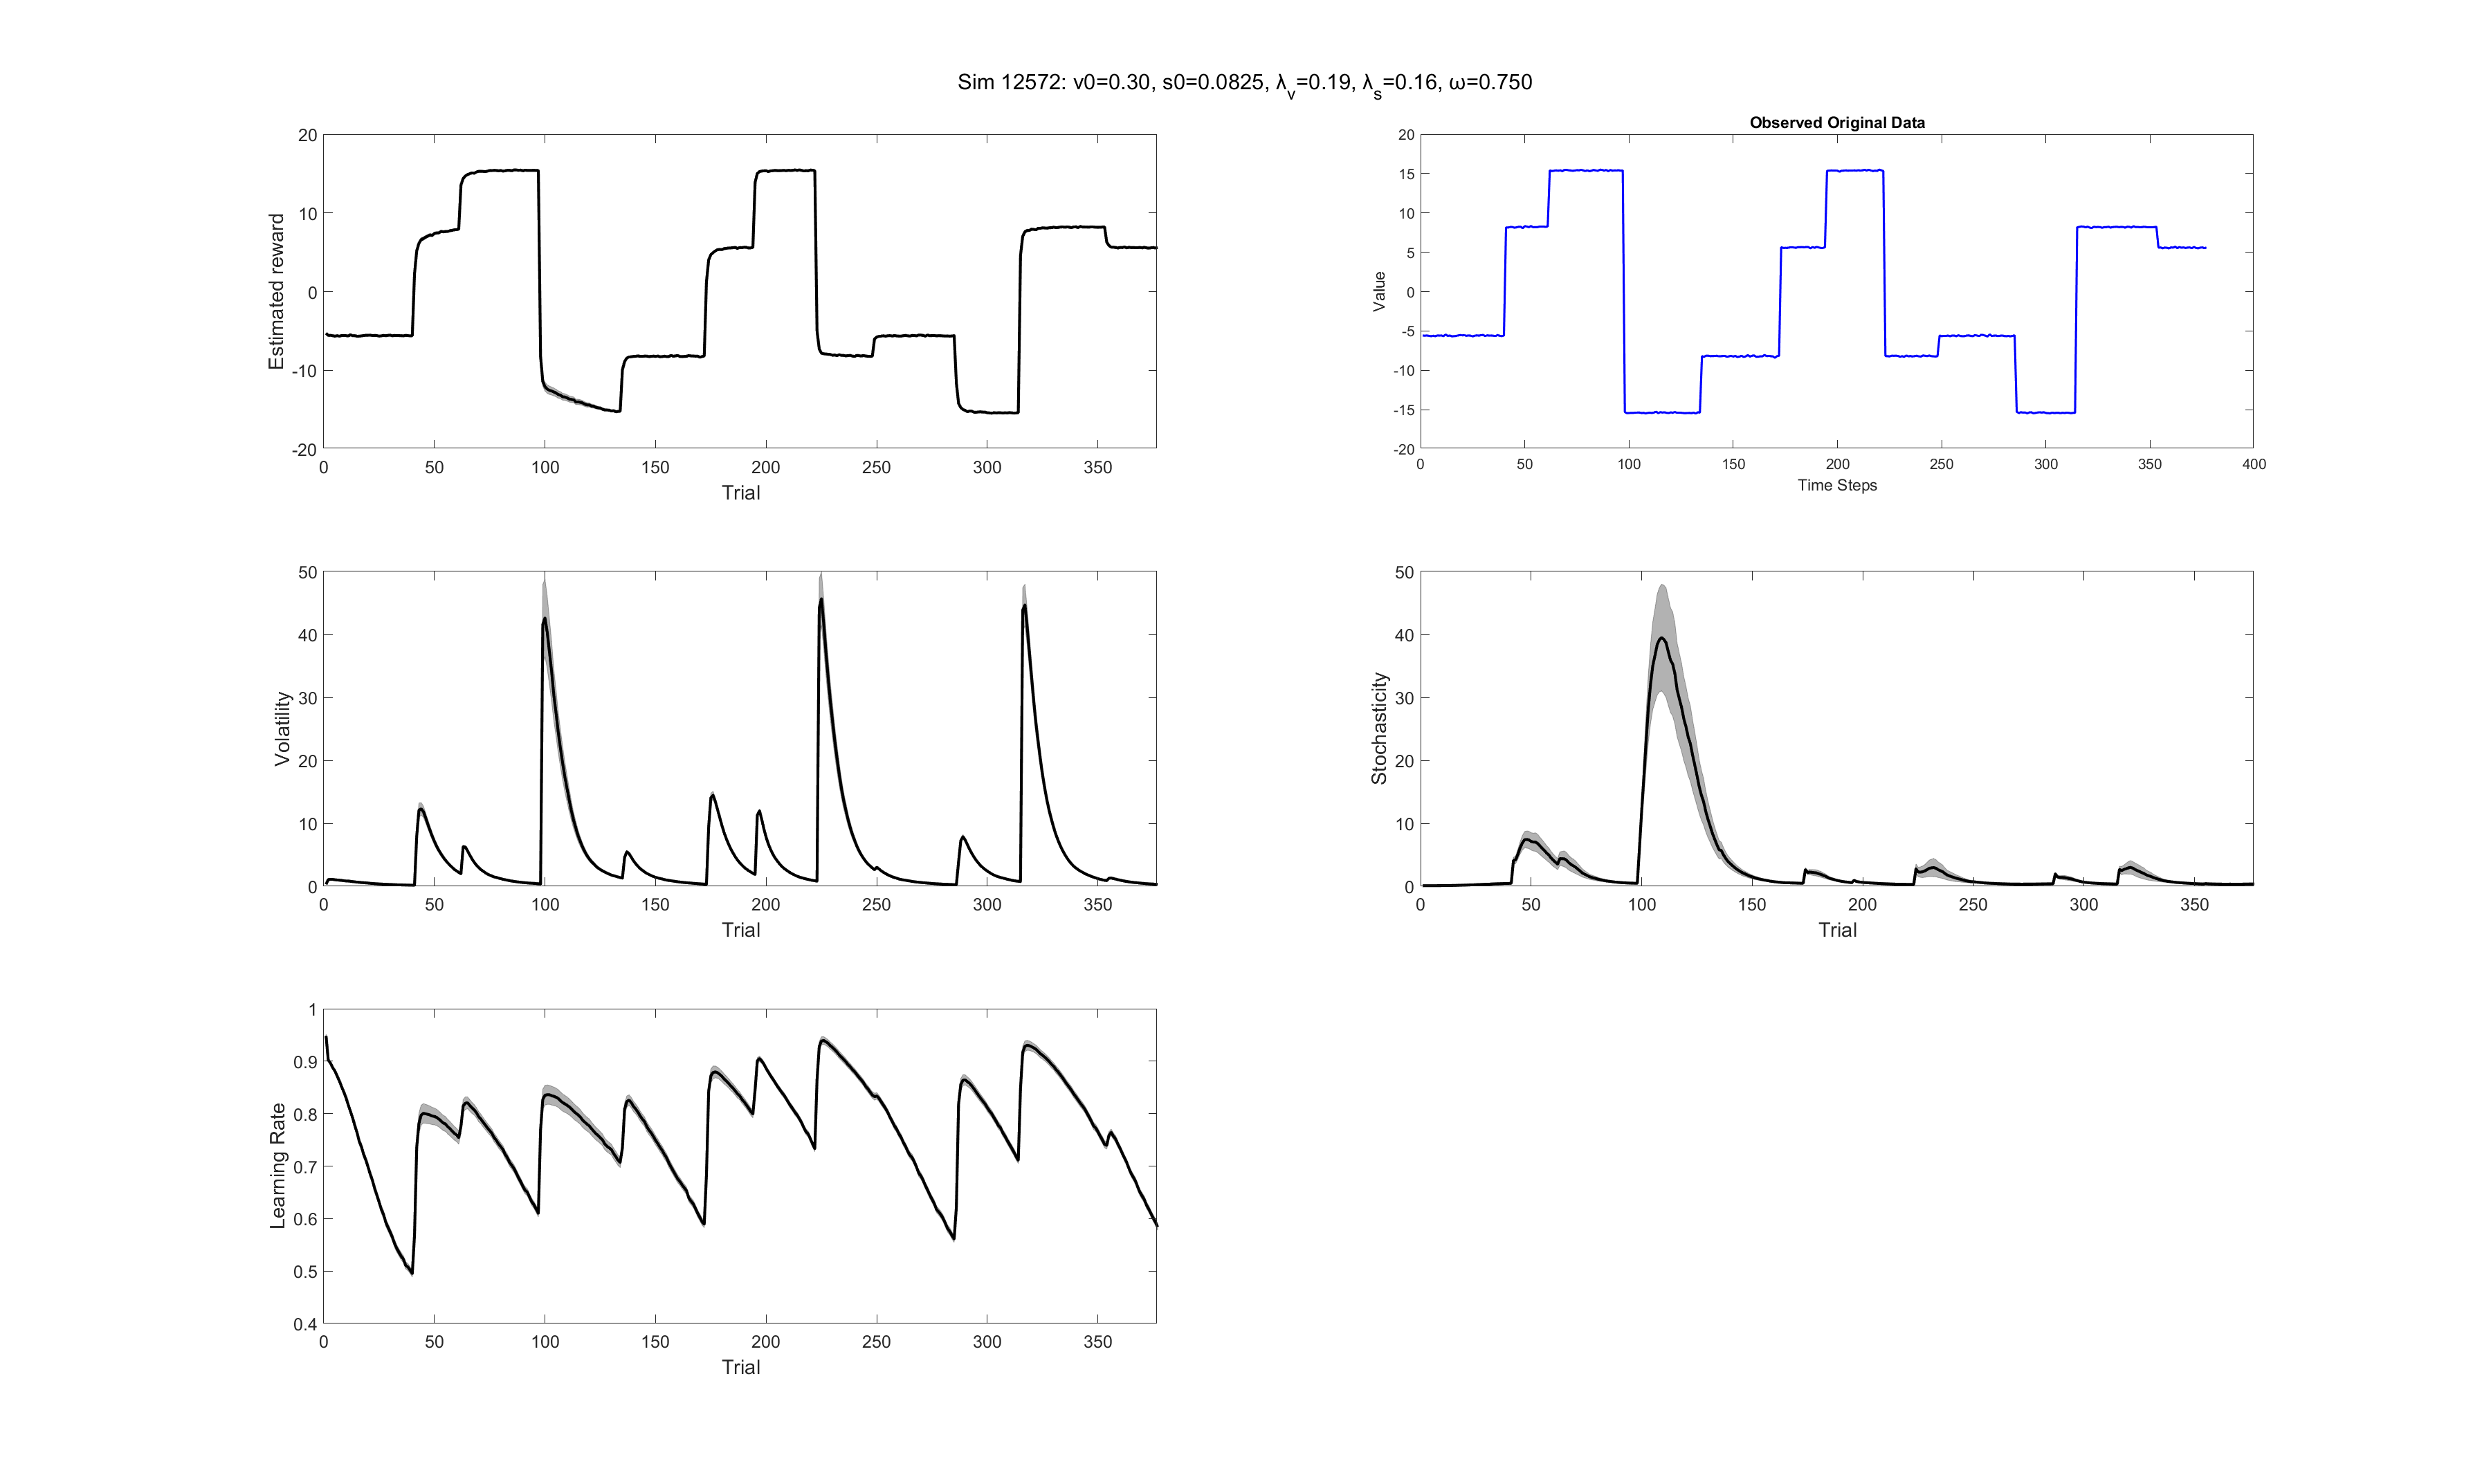 Sim 12572: v0=0.30, s0=0.0825, λv=0.19, λs=0.16, ω=0.750
20
10
0
-10
-20
0 50 100 150 200 250 300 350
Estimated reward
Trial
Observed Original Data
20
15
10
5
0
-5
-10
-15
-20
0 50 100 150 200 250 300 350 400
Value
Time Steps
50
40
30
20
10
0
0 50 100 150 200 250 300 350
Volatility
Trial
50
40
30
20
10
0
0 50 100 150 200 250 300 350
Stochasticity
Trial
1
0.9
0.8
0.7
0.6
0.5
0.4
0 50 100 150 200 250 300 350
Learning Rate
Trial